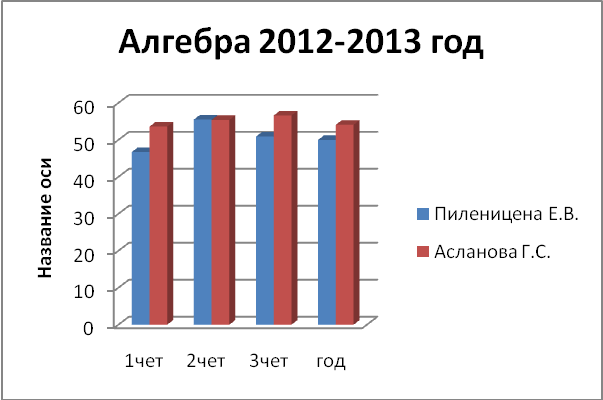 Алгебра 2012-2013 год
Название оси
60
50
40
30
20
10
0
1чет 2чет 3чет год
Пиленицена Е.В.
Асланова Г.С.